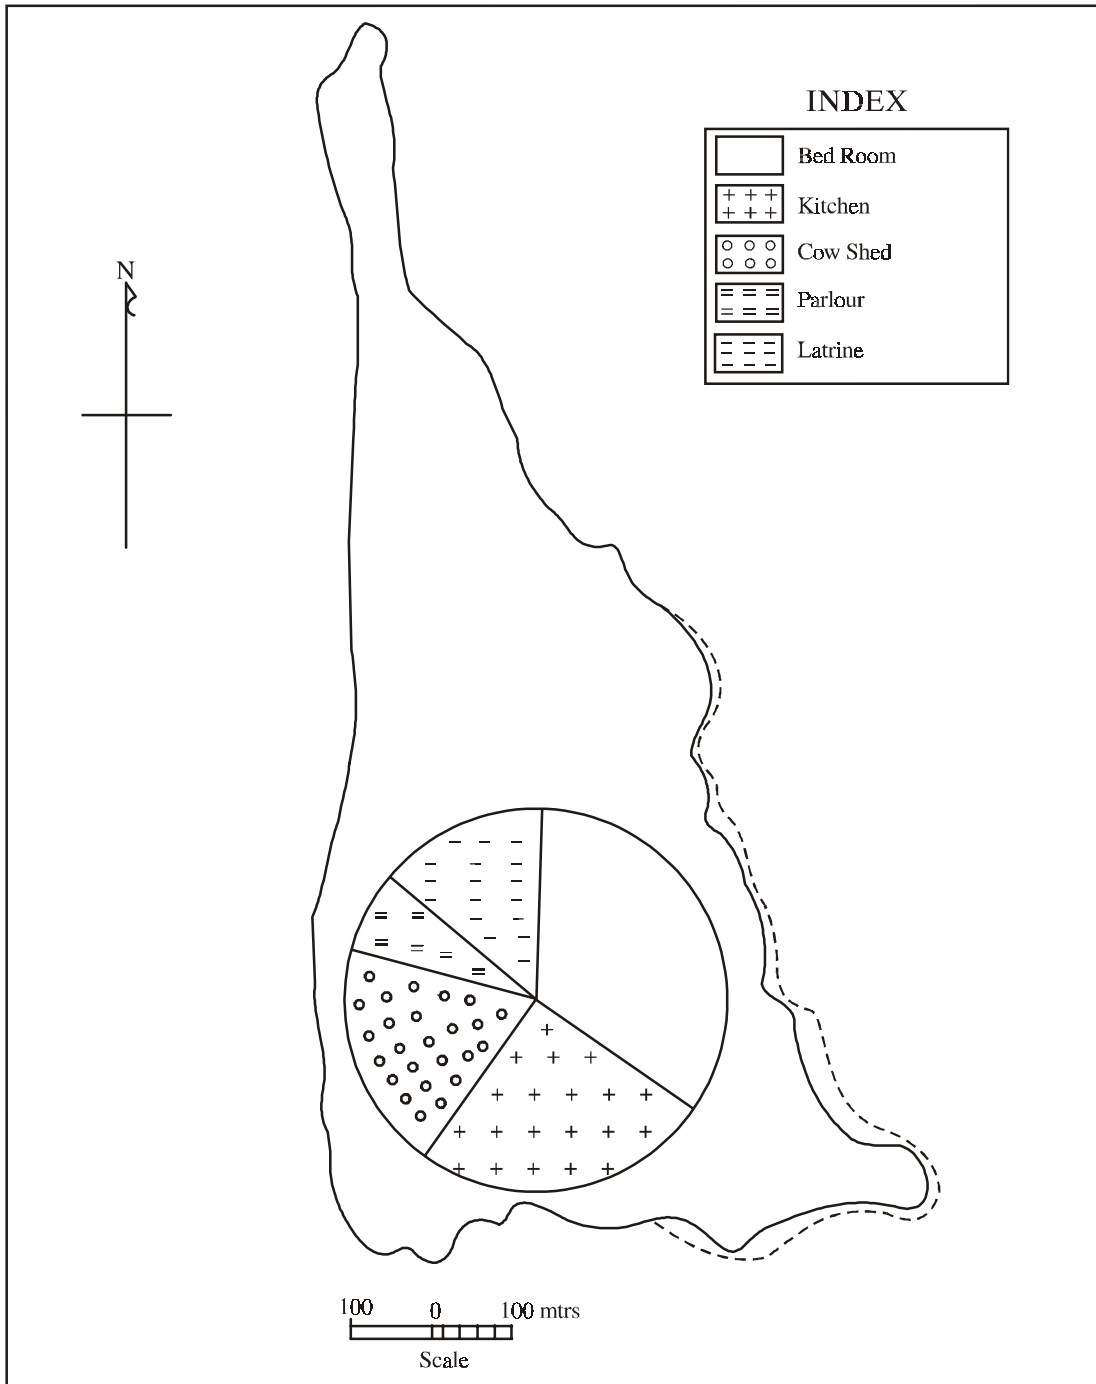 INDEX
Bed Room
Kitchen
Cow Shed
Parlour
Latrine
N
100 0 100 mtrs
Scale